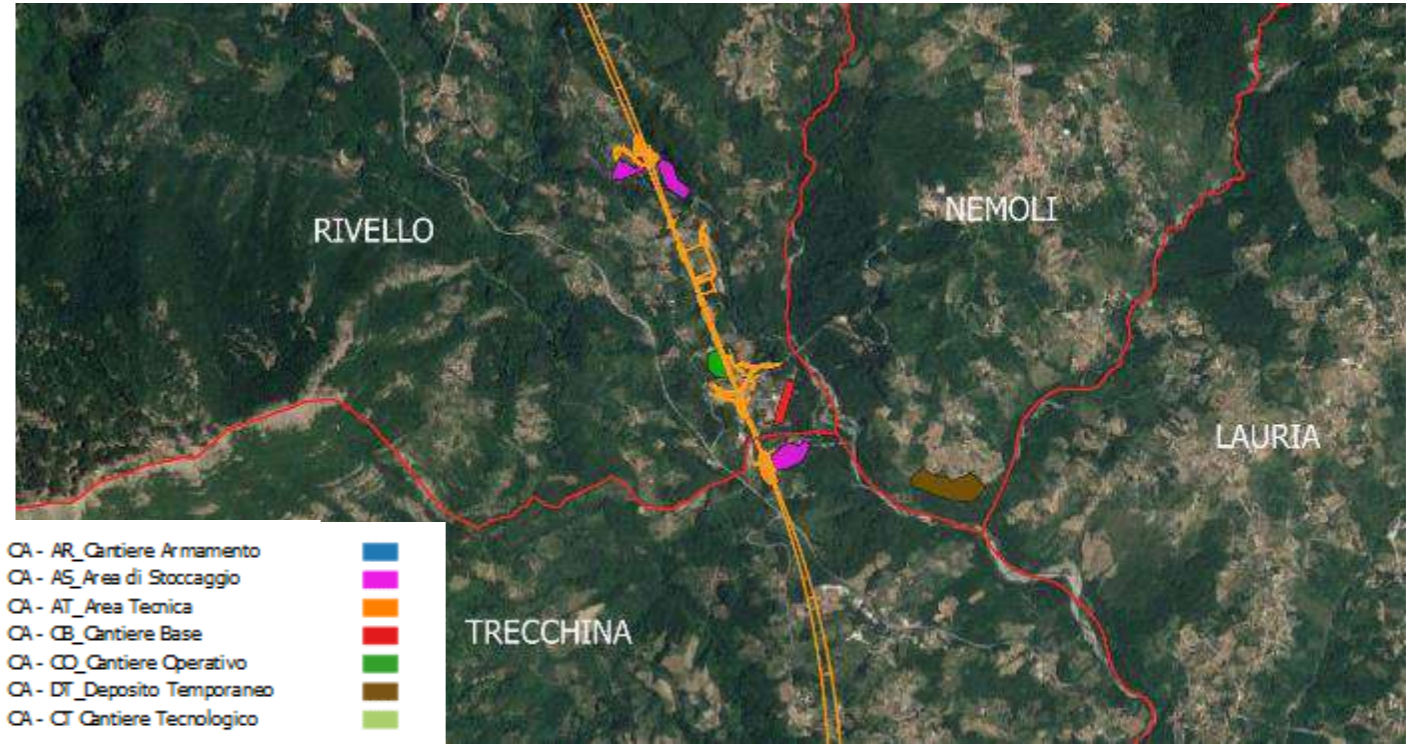 RIVELLO
NEMOLI
LAURIA
TRECCHINA
CA - AR_Cantiere Armamento
CA - AS_Area di Stoccaggio
CA - AT_Area Tecnica
CA - CB_Cantiere Base
CA - CO_Cantiere Operativo
CA - DT_Deposito Temporaneo
CA - CT Cantiere Tecnologico